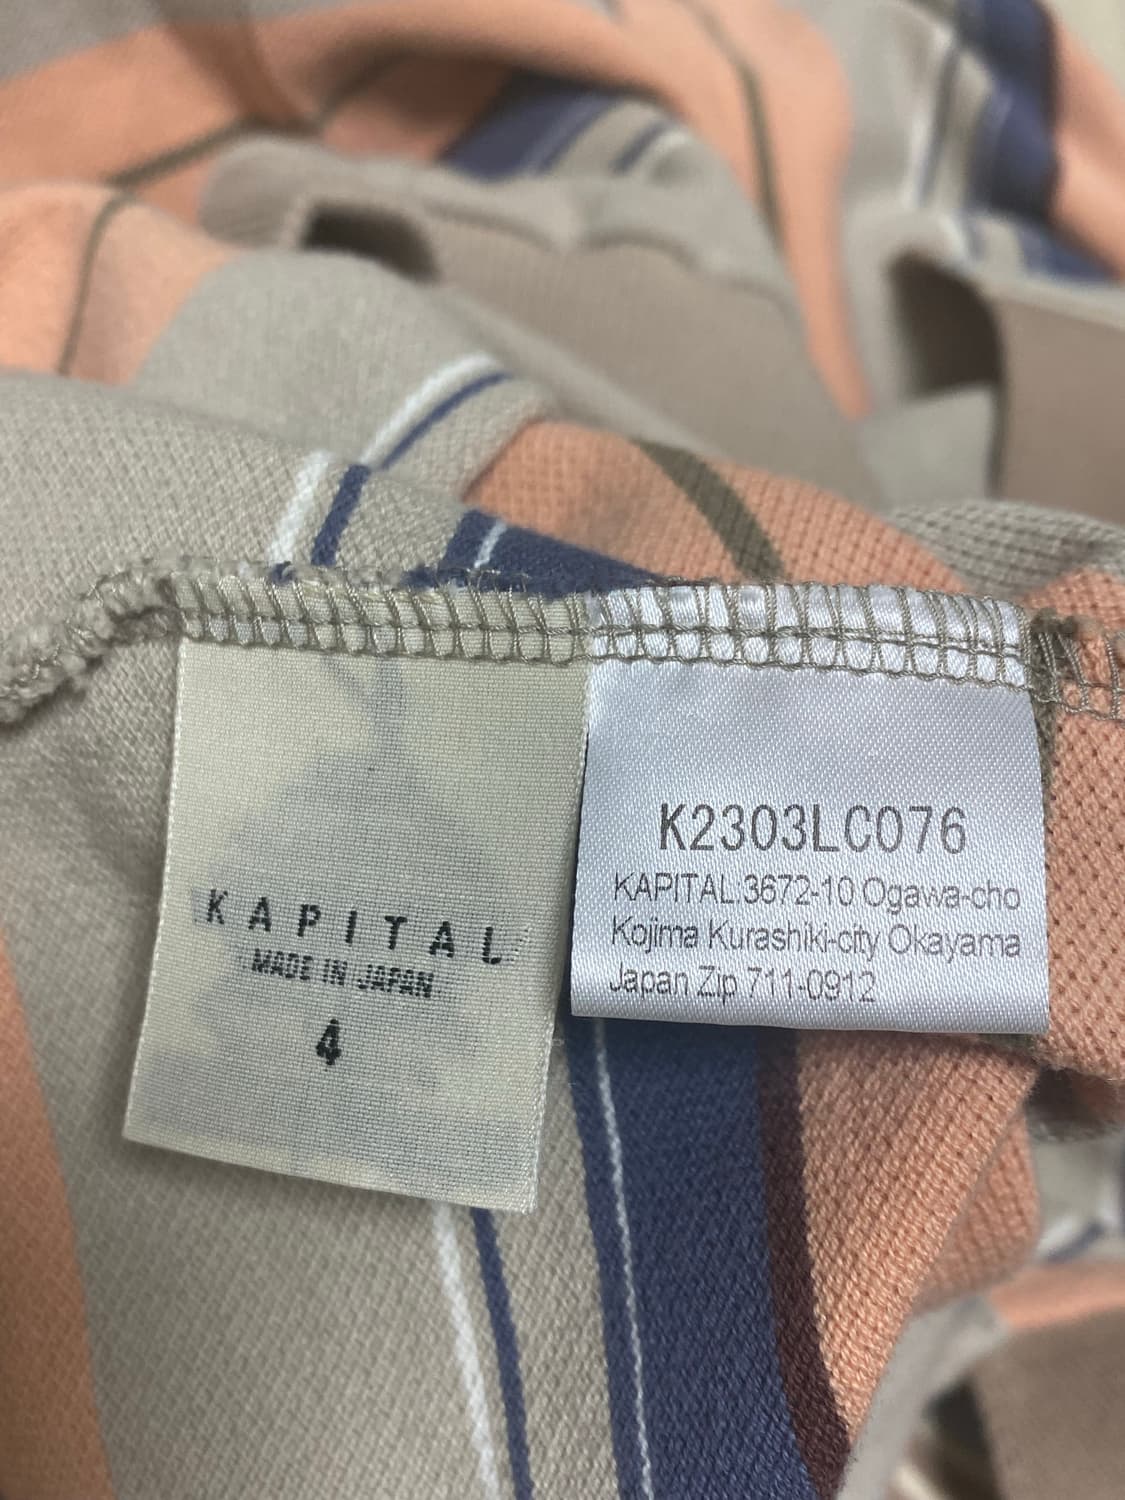 KAPITAL
MADE IN JAPAN
4
K2303LC076
KAPITAL.3672-10 Ogawa-cho
Kojima Kurashiki-city Okayama
Japan Zip 711-0912